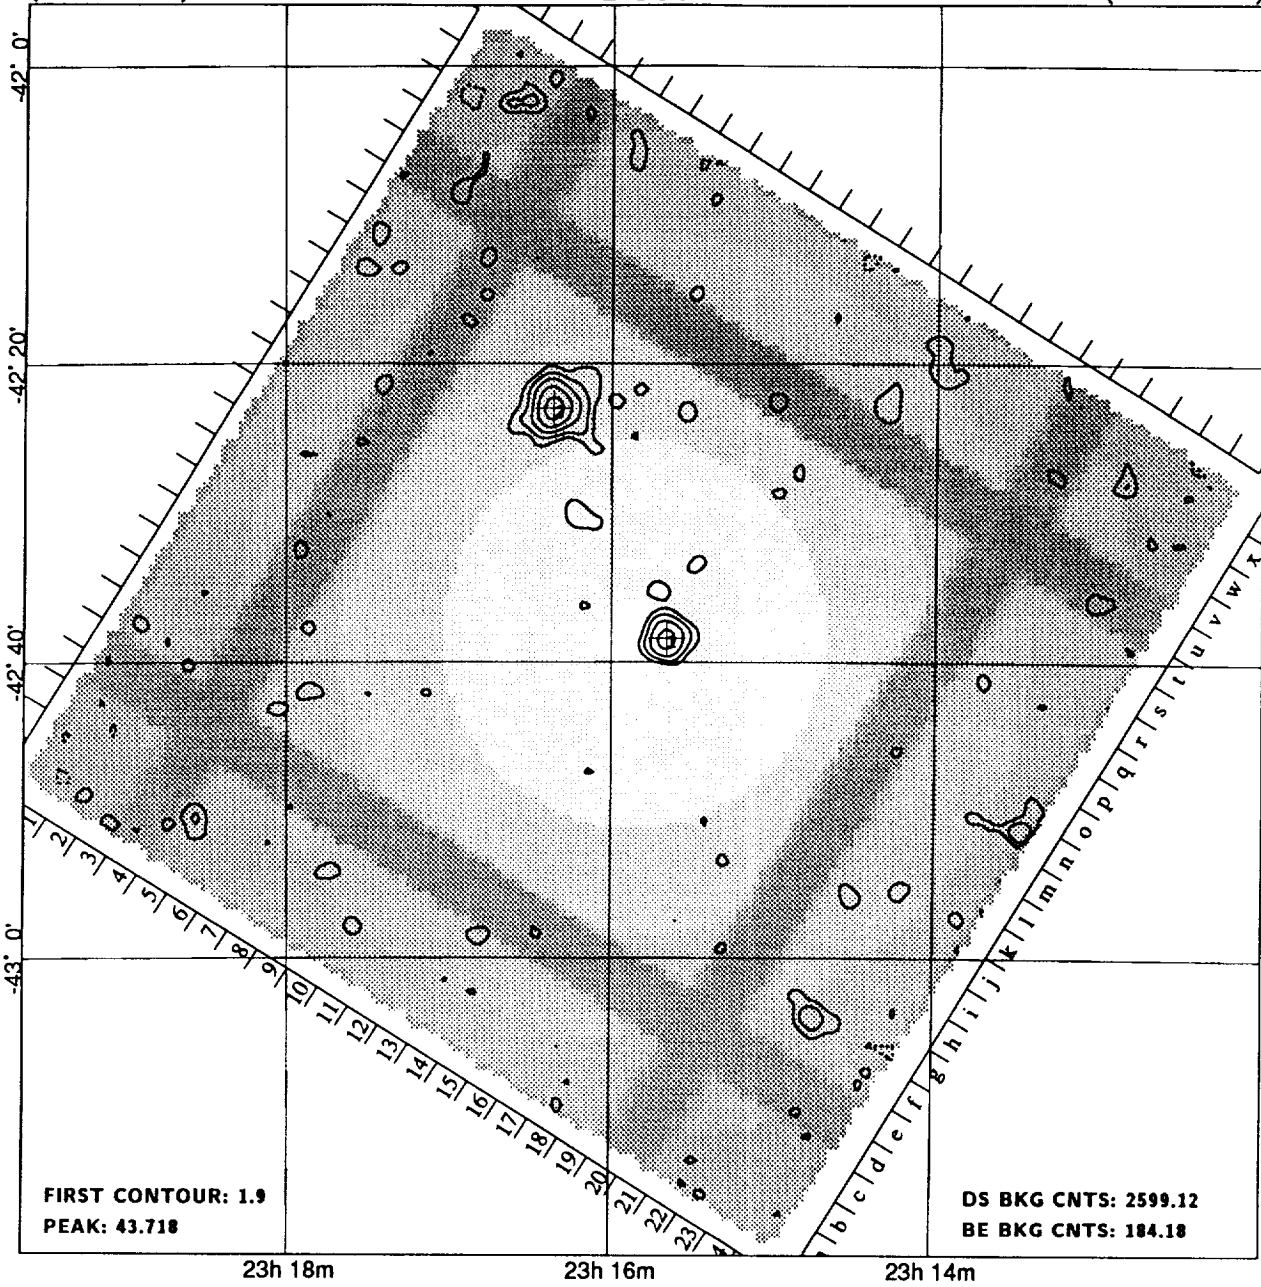 -42° 0'
-42° 20'
-42° 40'
-43° 0'
1 2 3 4 5 6 7 8 9 10 11 12 13 14 15 16 17 18 19 20 21 22 23
b c d e f g h i j k l m n o p q r s t u v w x
FIRST CONTOUR: 1.9
PEAK: 43.718
DS BKG CNTS: 2599.12
BE BKG CNTS: 184.18
23h 18m
23h 16m
23h 14m